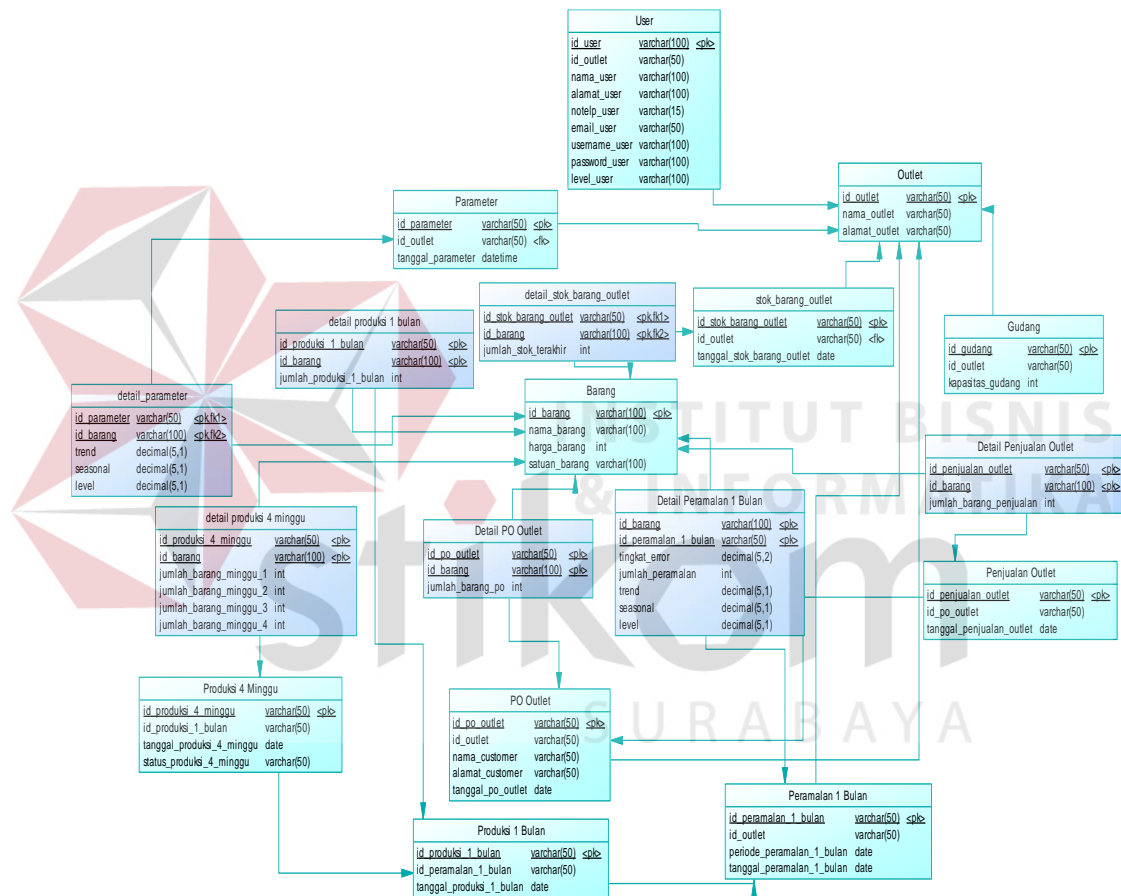 User
id_user varchar(100) <pk>
id_outlet varchar(50)
nama_user varchar(100)
alamat_user varchar(100)
notelp_user varchar(15)
email_user varchar(50)
username_user varchar(100)
password_user varchar(100)
level_user varchar(100)
Outlet
id_outlet varchar(50) <pk>
nama_outlet varchar(50)
alamat_outlet varchar(50)
Parameter
id_parameter varchar(50) <pk>
id_outlet varchar(50) <fk>
tanggal_parameter datetime
detail_stok_barang_outlet
id_stok_barang_outlet varchar(50) <pk,fk1>
id_barang varchar(100) <pk,fk2>
jumlah_stok_terakhir int
stok_barang_outlet
id_stok_barang_outlet varchar(50) <pk>
id_outlet varchar(50) <fk>
tanggal_stok_barang_outlet date
detail produksi 1 bulan
id_produksi_1_bulan varchar(50) <pk>
id_barang varchar(100) <pk>
jumlah_produksi_1_bulan int
Gudang
id_gudang varchar(50) <pk>
id_outlet varchar(50)
kapasitas_gudang int
detail_parameter
id_parameter varchar(50) <pk,fk1>
id_barang varchar(100) <pk,fk2>
trend decimal(5,1)
seasonal decimal(5,1)
level decimal(5,1)
Barang
id_barang varchar(100) <pk>
nama_barang varchar(100)
harga_barang int
satuan_barang varchar(100)
INSTITUT BISNIS
& INFORMATIKA
stikom
SURABAYA
Detail Penjualan Outlet
id_penjualan_outlet varchar(50) <pk>
id_barang varchar(100) <pk>
jumlah_barang_penjualan int
detail produksi 4 minggu
id_produksi_4_minggu varchar(50) <pk>
id_barang varchar(100) <pk>
jumlah_barang_minggu_1 int
jumlah_barang_minggu_2 int
jumlah_barang_minggu_3 int
jumlah_barang_minggu_4 int
Detail PO Outlet
id_po_outlet varchar(50) <pk>
id_barang varchar(100) <pk>
jumlah_barang_po int
Detail Peramalan 1 Bulan
id_barang varchar(100) <pk>
id_peramalan_1_bulan varchar(50) <pk>
tingkat_error decimal(5,2)
jumlah_peramalan int
trend decimal(5,1)
seasonal decimal(5,1)
level decimal(5,1)
Penjualan Outlet
id_penjualan_outlet varchar(50) <pk>
id_po_outlet varchar(50)
tanggal_penjualan_outlet date
Produksi 4 Minggu
id_produksi_4_minggu varchar(50) <pk>
id_produksi_1_bulan varchar(50)
tanggal_produksi_4_minggu date
status_produksi_4_minggu varchar(50)
PO Outlet
id_po_outlet varchar(50) <pk>
id_outlet varchar(50)
nama_customer varchar(50)
alamat_customer varchar(50)
tanggal_po_outlet date
Peramalan 1 Bulan
id_peramalan_1_bulan varchar(50) <pk>
id_outlet varchar(50)
periode_peramalan_1_bulan date
tanggal_peramalan_1_bulan date
Produksi 1 Bulan
id_produksi_1_bulan varchar(50) <pk>
id_peramalan_1_bulan varchar(50)
tanggal_produksi_1_bulan date